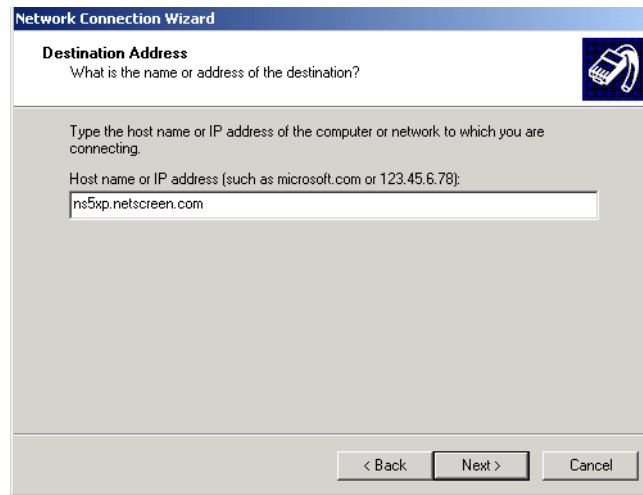 Network Connection Wizard
Destination Address
What is the name or address of the destination?
Type the host name or IP address of the computer or network to which you are
connecting.
Host name or IP address (such as microsoft.com or 123.45.6.78):
ns5xp.netscreen.com
< Back
Next >
Cancel